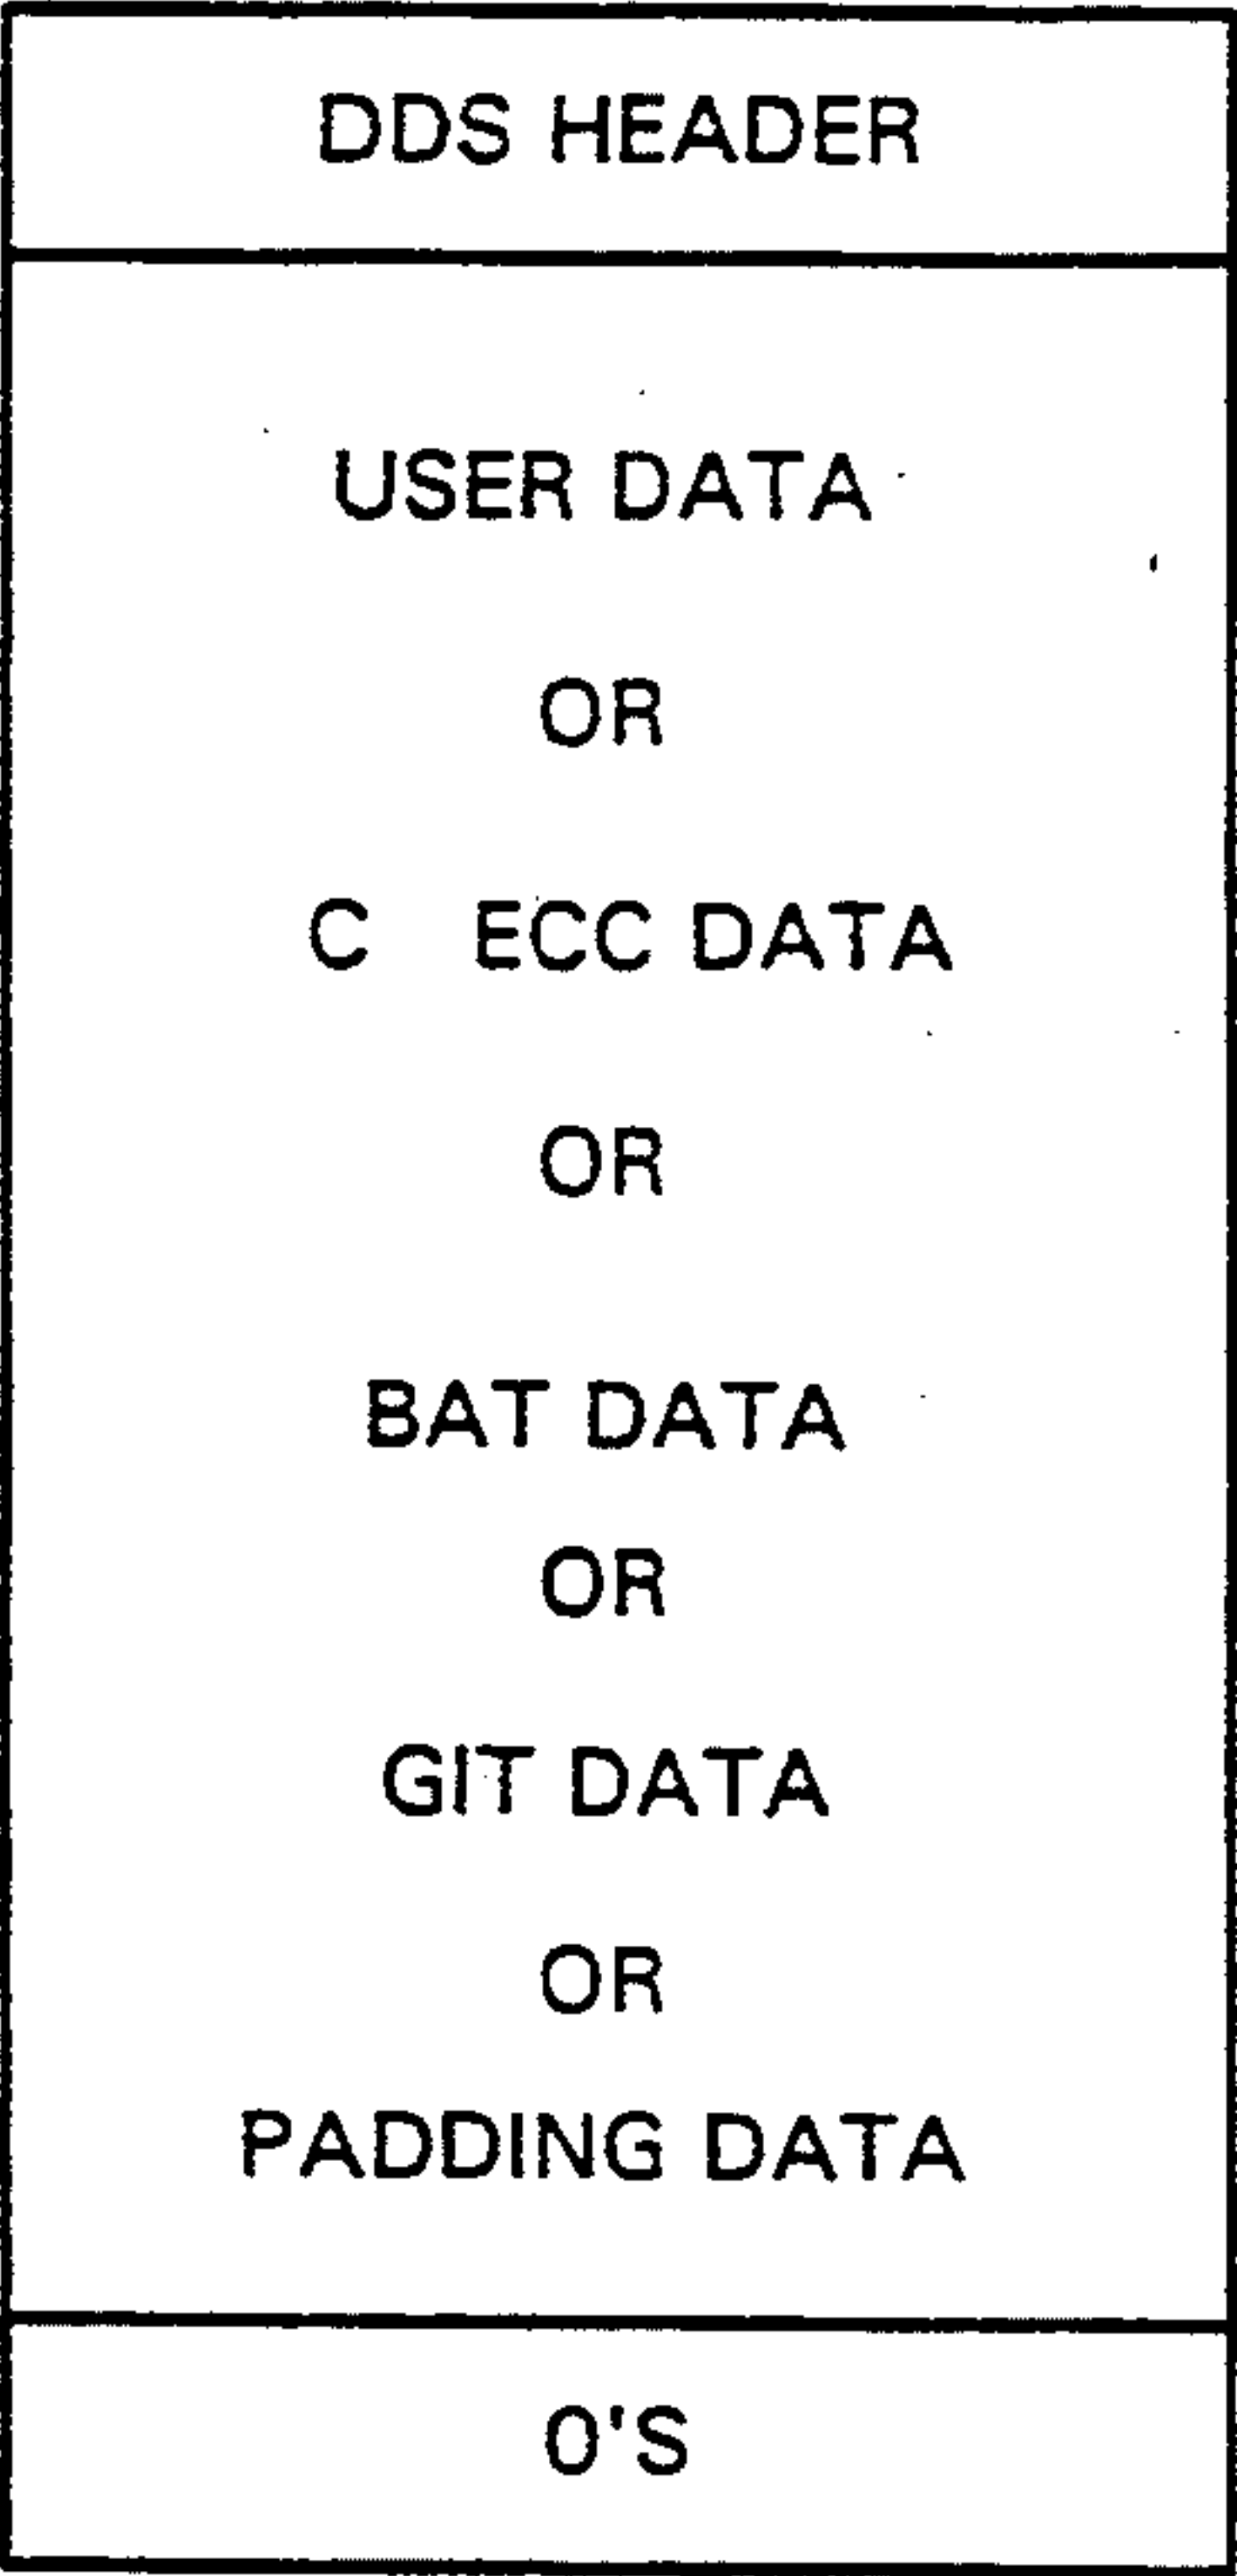 DDS HEADER
USER DATA
OR
C ECC DATA
OR
BAT DATA
OR
GIT DATA
OR
PADDING DATA
0'S